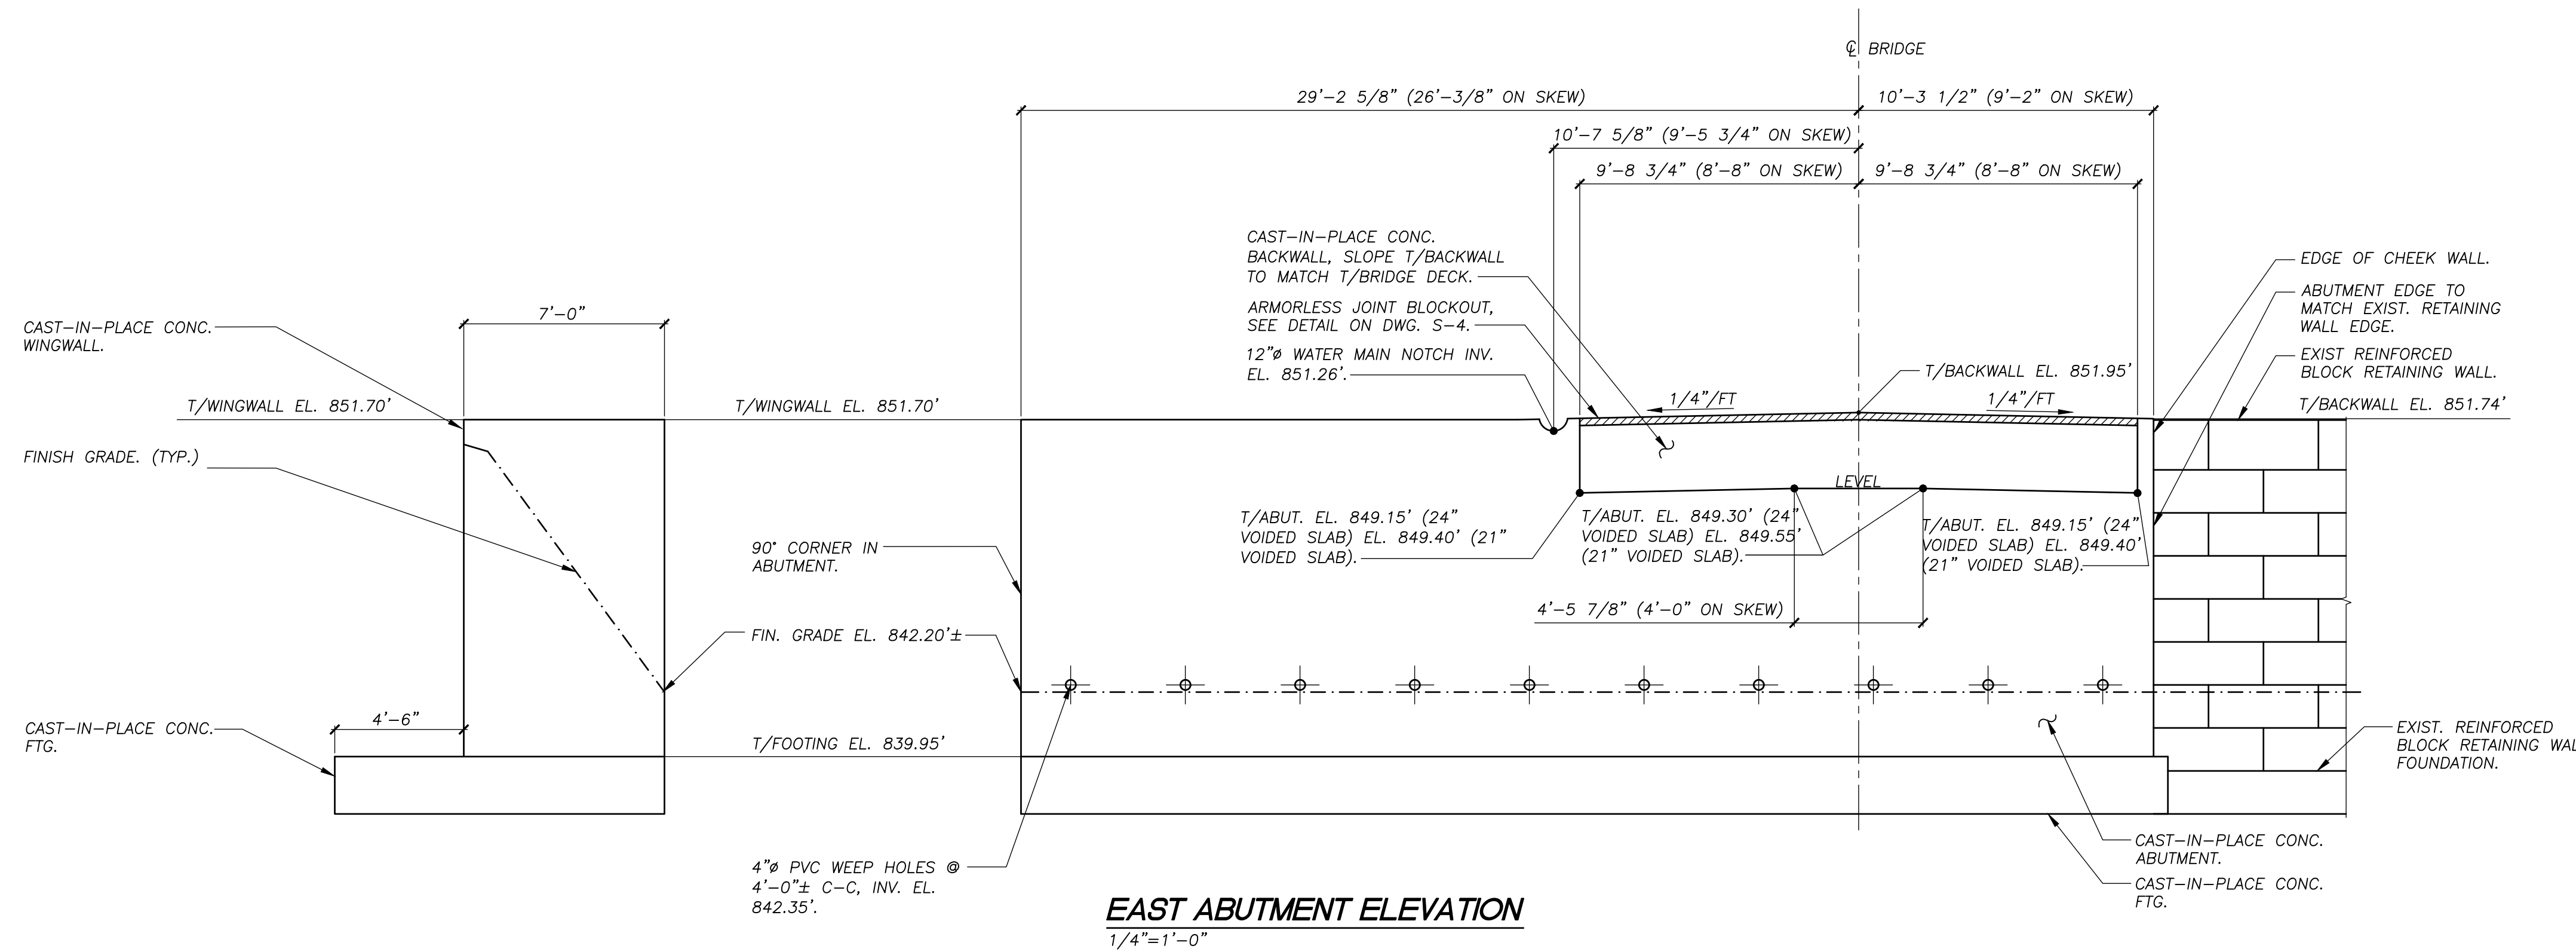 ℄ BRIDGE
29'-2 5/8" (26'-3/8" ON SKEW)
10'-3 1/2" (9'-2" ON SKEW)
10'-7 5/8" (9'-5 3/4" ON SKEW)
9'-8 3/4" (8'-8" ON SKEW)
9'-8 3/4" (8'-8" ON SKEW)
CAST-IN-PLACE CONC.
BACKWALL, SLOPE T/BACKWALL
TO MATCH T/BRIDGE DECK.
ARMORLESS JOINT BLOCKOUT,
SEE DETAIL ON DWG. S-4.
12"ø WATER MAIN NOTCH INV.
EL. 851.26'.
EDGE OF CHEEK WALL.
ABUTMENT EDGE TO
MATCH EXIST. RETAINING
WALL EDGE.
EXIST REINFORCED
BLOCK RETAINING WALL.
T/BACKWALL EL. 851.74'
T/BACKWALL EL. 851.95'
1/4"/FT
1/4"/FT
7'-0"
CAST-IN-PLACE CONC.
WINGWALL.
T/WINGWALL EL. 851.70'
T/WINGWALL EL. 851.70'
FINISH GRADE. (TYP.)
LEVEL
T/ABUT. EL. 849.15' (24"
VOIDED SLAB) EL. 849.40' (21"
VOIDED SLAB).
T/ABUT. EL. 849.30' (24"
VOIDED SLAB) EL. 849.55'
(21" VOIDED SLAB).
T/ABUT. EL. 849.15' (24"
VOIDED SLAB) EL. 849.40'
(21" VOIDED SLAB).
90° CORNER IN
ABUTMENT.
4'-5 7/8" (4'-0" ON SKEW)
FIN. GRADE EL. 842.20'±
4'-6"
CAST-IN-PLACE CONC.
FTG.
T/FOOTING EL. 839.95'
EXIST. REINFORCED
BLOCK RETAINING WAL
FOUNDATION.
4"ø PVC WEEP HOLES @
4'-0"± C-C, INV. EL.
842.35'.
CAST-IN-PLACE CONC.
ABUTMENT.
CAST-IN-PLACE CONC.
FTG.
EAST ABUTMENT ELEVATION
1/4"=1'-0"